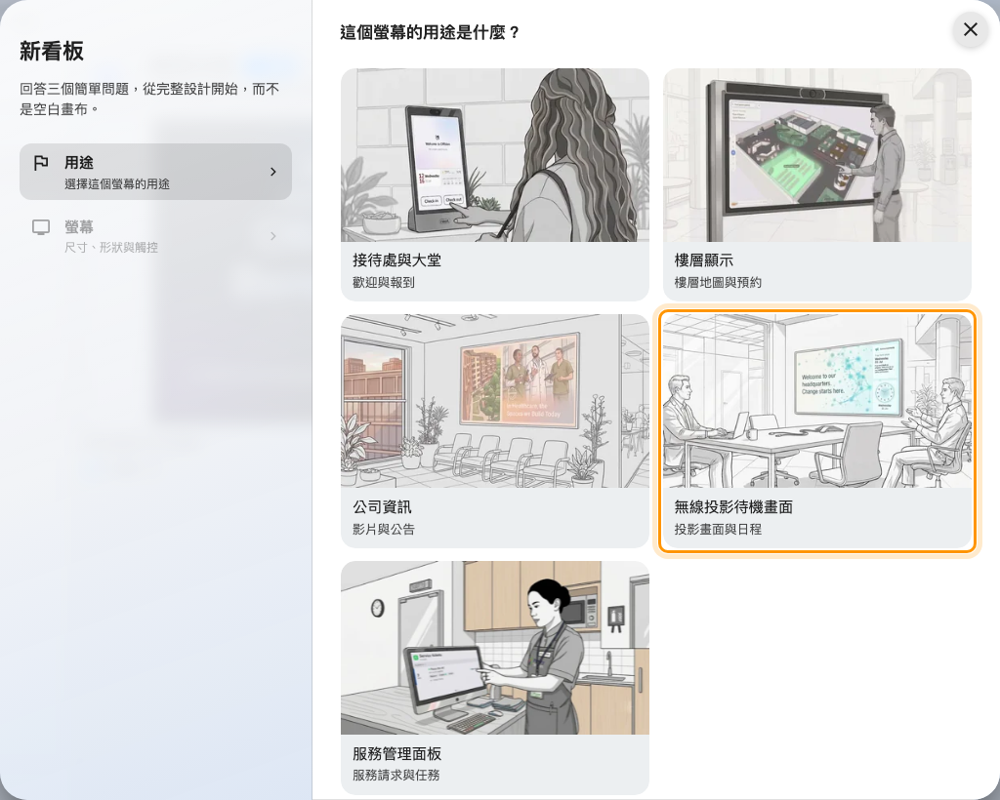 新看板
回答三個簡單問題，從完整設計開始，而不
是空白畫布。
用途
選擇這個螢幕的用途
螢幕
尺寸、形狀與觸控
這個螢幕的用途是什麼？
接待處與大堂
歡迎與報到
樓層顯示
樓層地圖與預約
公司資訊
影片與公告
Welcome to our
headquarters.
Change starts here.
無線投影待機畫面
投影畫面與日程
服務管理面板
服務請求與任務